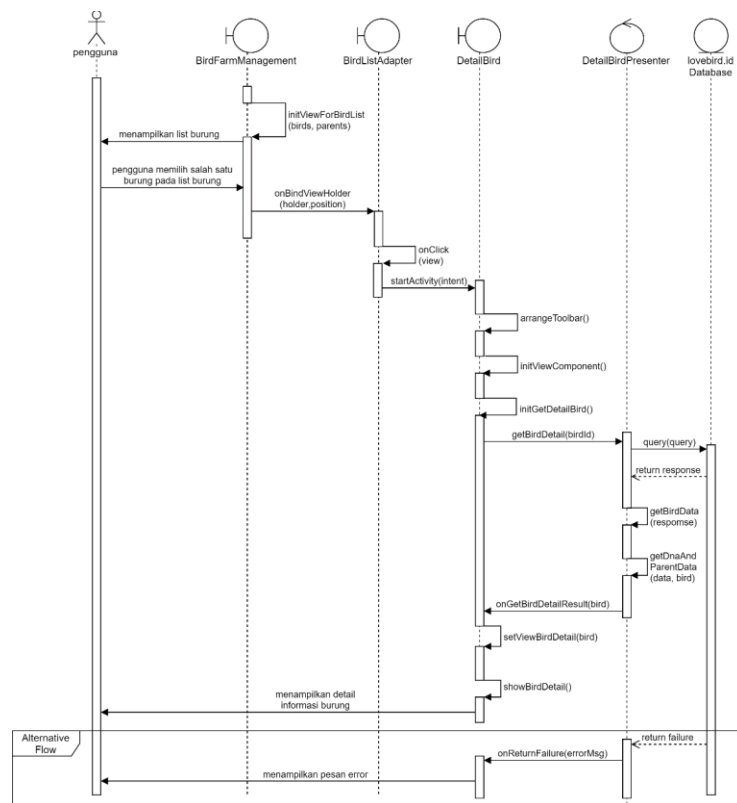 pengguna
BirdFarmManagement
BirdListAdapter
DetailBird
DetailBirdPresenter
lovebird.id
Database
initViewForBirdList
(birds, parents)
menampilkan list burung
pengguna memilih salah satu
burung pada list burung
onBindViewHolder
(holder,position)
onClick
(view)
startActivity(intent)
arrangeToolbar()
initViewComponent()
initGetDetailBird()
getBirdDetail(birdId)
query(query)
return response
getBirdData
(respomse)
getDnaAnd
ParentData
(data, bird)
onGetBirdDetailResult(bird)
setViewBirdDetail(bird)
showBirdDetail()
menampilkan detail
informasi burung
Alternative
Flow
return failure
onReturnFailure(errorMsg)
menampilkan pesan error